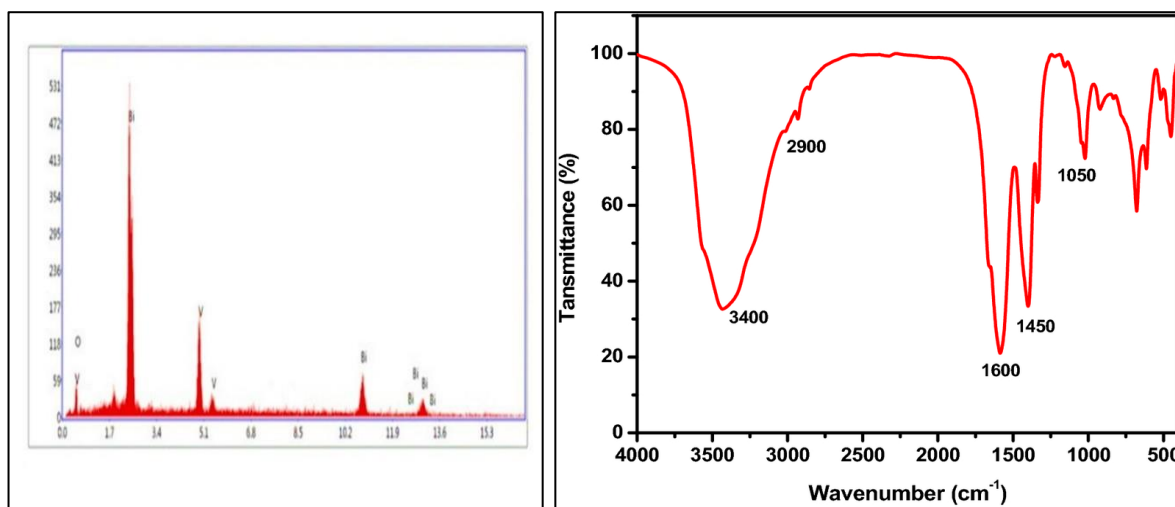 531
472
413
354
295
236
177
118
59
0
Bi
O
V
V
V
Bi
Bi
Bi
Bi
Bi
0.0 1.7 3.4 5.1 6.8 8.5 10.2 11.9 13.6 15.3
Tansmittance (%)
100
80
60
40
20
0
2900
1050
3400
1450
1600
4000 3500 3000 2500 2000 1500 1000 500
Wavenumber (cm⁻¹)